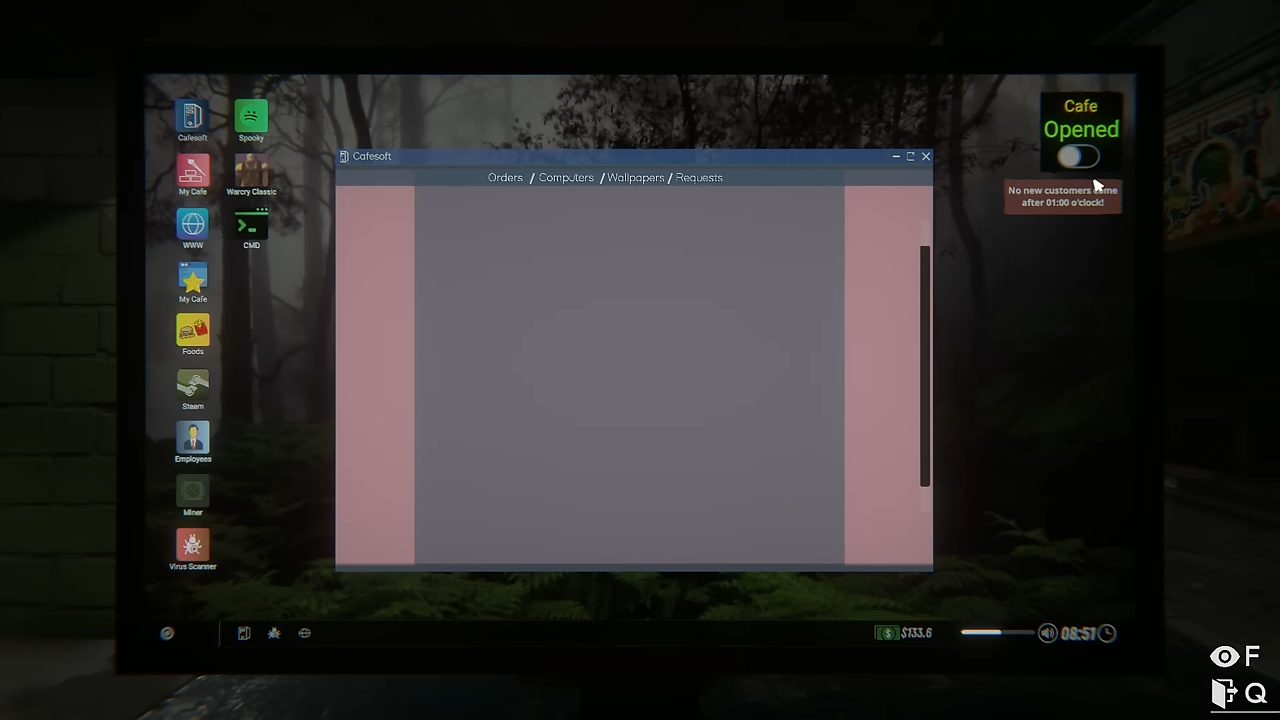 Cafesoft
Spooky
My Cafe
Warcry Classic
WWW
CMD
My Cafe
Foods
Steem
Employees
Miner
Virus Scanner
Cafesoft
Orders / Computers / Wallpapers / Requests
Cafe
Opened
No new customers come
after 01:00 o'clock!
$133.6
08:51
F
Q